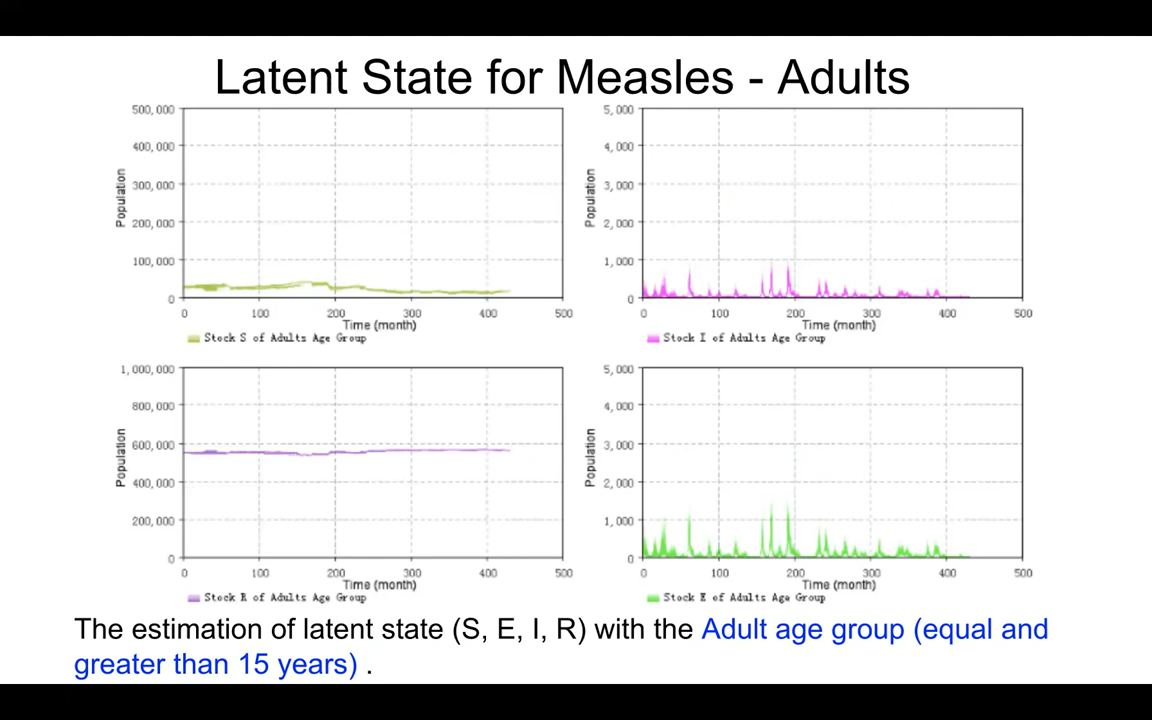 Latent State for Measles - Adults
500,000
400,000
300,000
200,000
100,000
0
Population
0 100 200 300 400 500
Time (month)
Stock S of Adults Age Group
5,000
4,000
3,000
2,000
1,000
0
Population
0 100 200 300 400 500
Time (month)
Stock I of Adults Age Group
1,000,000
800,000
600,000
400,000
200,000
0
Population
0 100 200 300 400 500
Time (month)
Stock R of Adults Age Group
5,000
4,000
3,000
2,000
1,000
0
Population
0 100 200 300 400 500
Time (month)
Stock E of Adults Age Group
The estimation of latent state (S, E, I, R) with the Adult age group (equal and
greater than 15 years) .